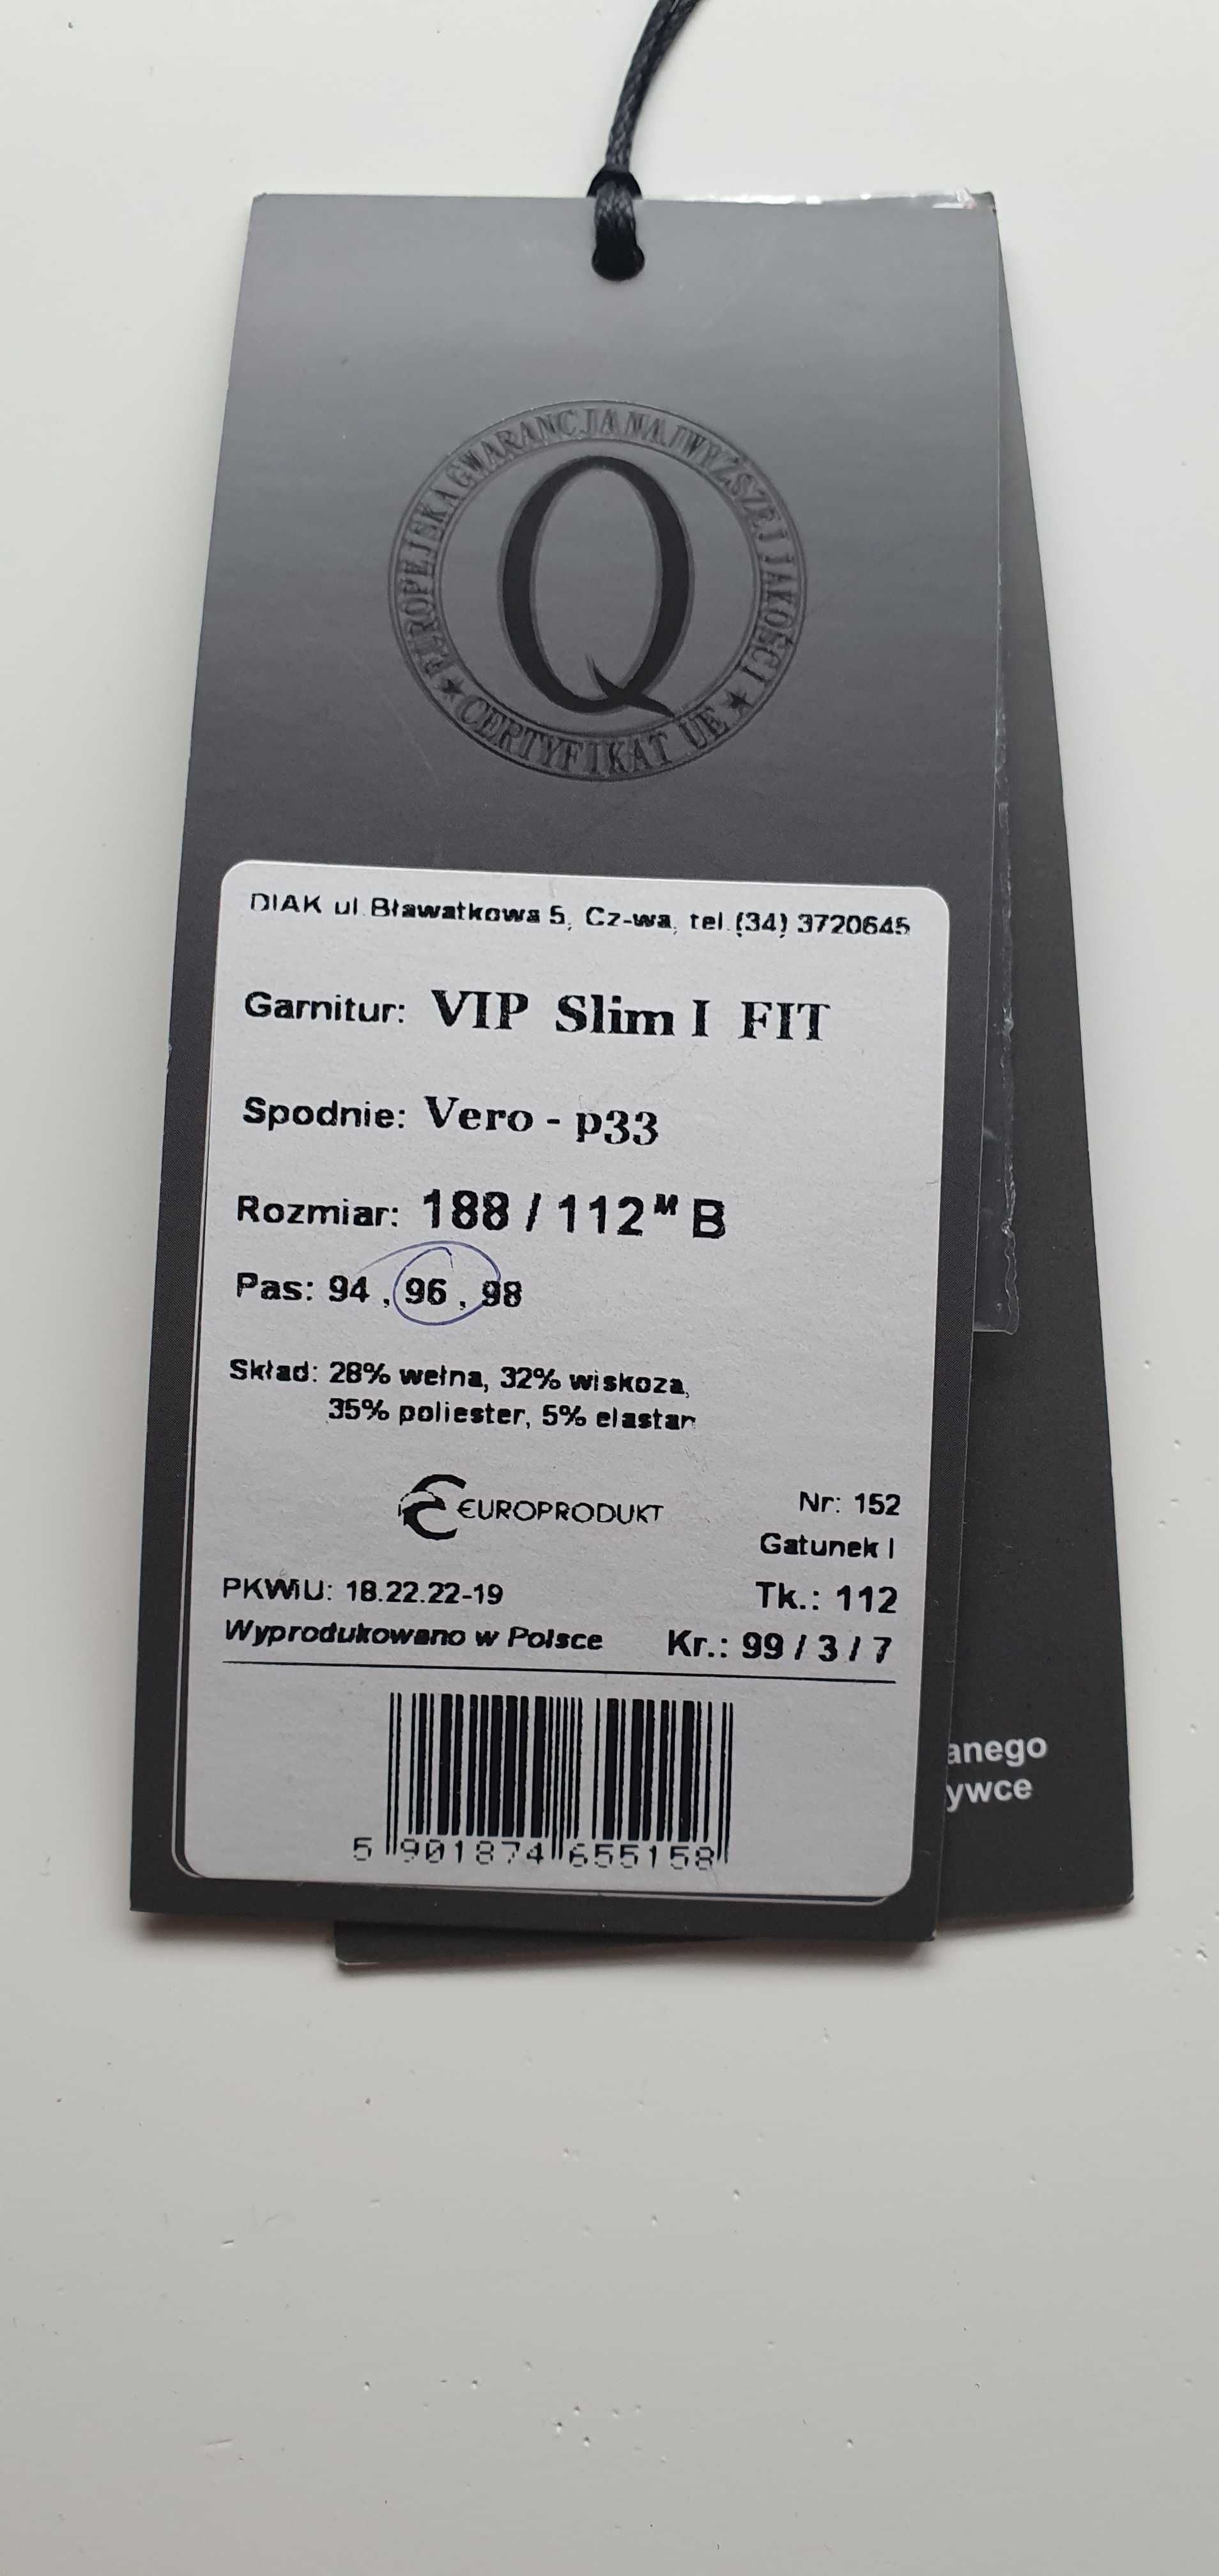 EUROPEJSKA GWARANCJA NAJWYŻSZEJ JAKOŚCI
★ CERTYFIKAT UE ★
Q
DIAK ul.Bławatkowa 5, Cz-wa, tel.(34) 3720645
Garnitur: VIP Slim I FIT
Spodnie: Vero - p33
Rozmiar: 188 / 112 ᴹ B
Pas: 94 , 96 , 98
Skład: 28% wełna, 32% wiskoza,
35% poliester, 5% elastan
EUROPRODUKT
Nr: 152
Gatunek I
PKWiU: 18.22.22-19
Tk.: 112
Wyprodukowano w Polsce
Kr.: 99 / 3 / 7
5 901874 655158
anego
ywce